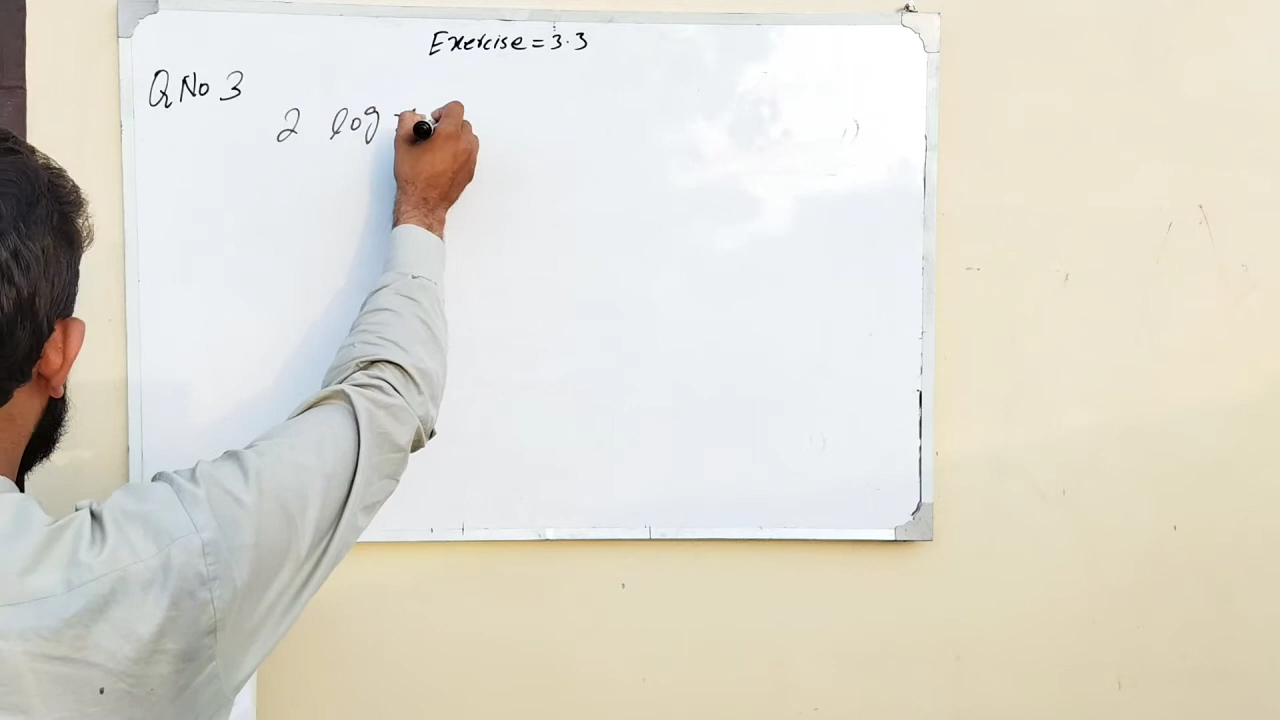 Exercise = 3.3
Q No 3
2 log